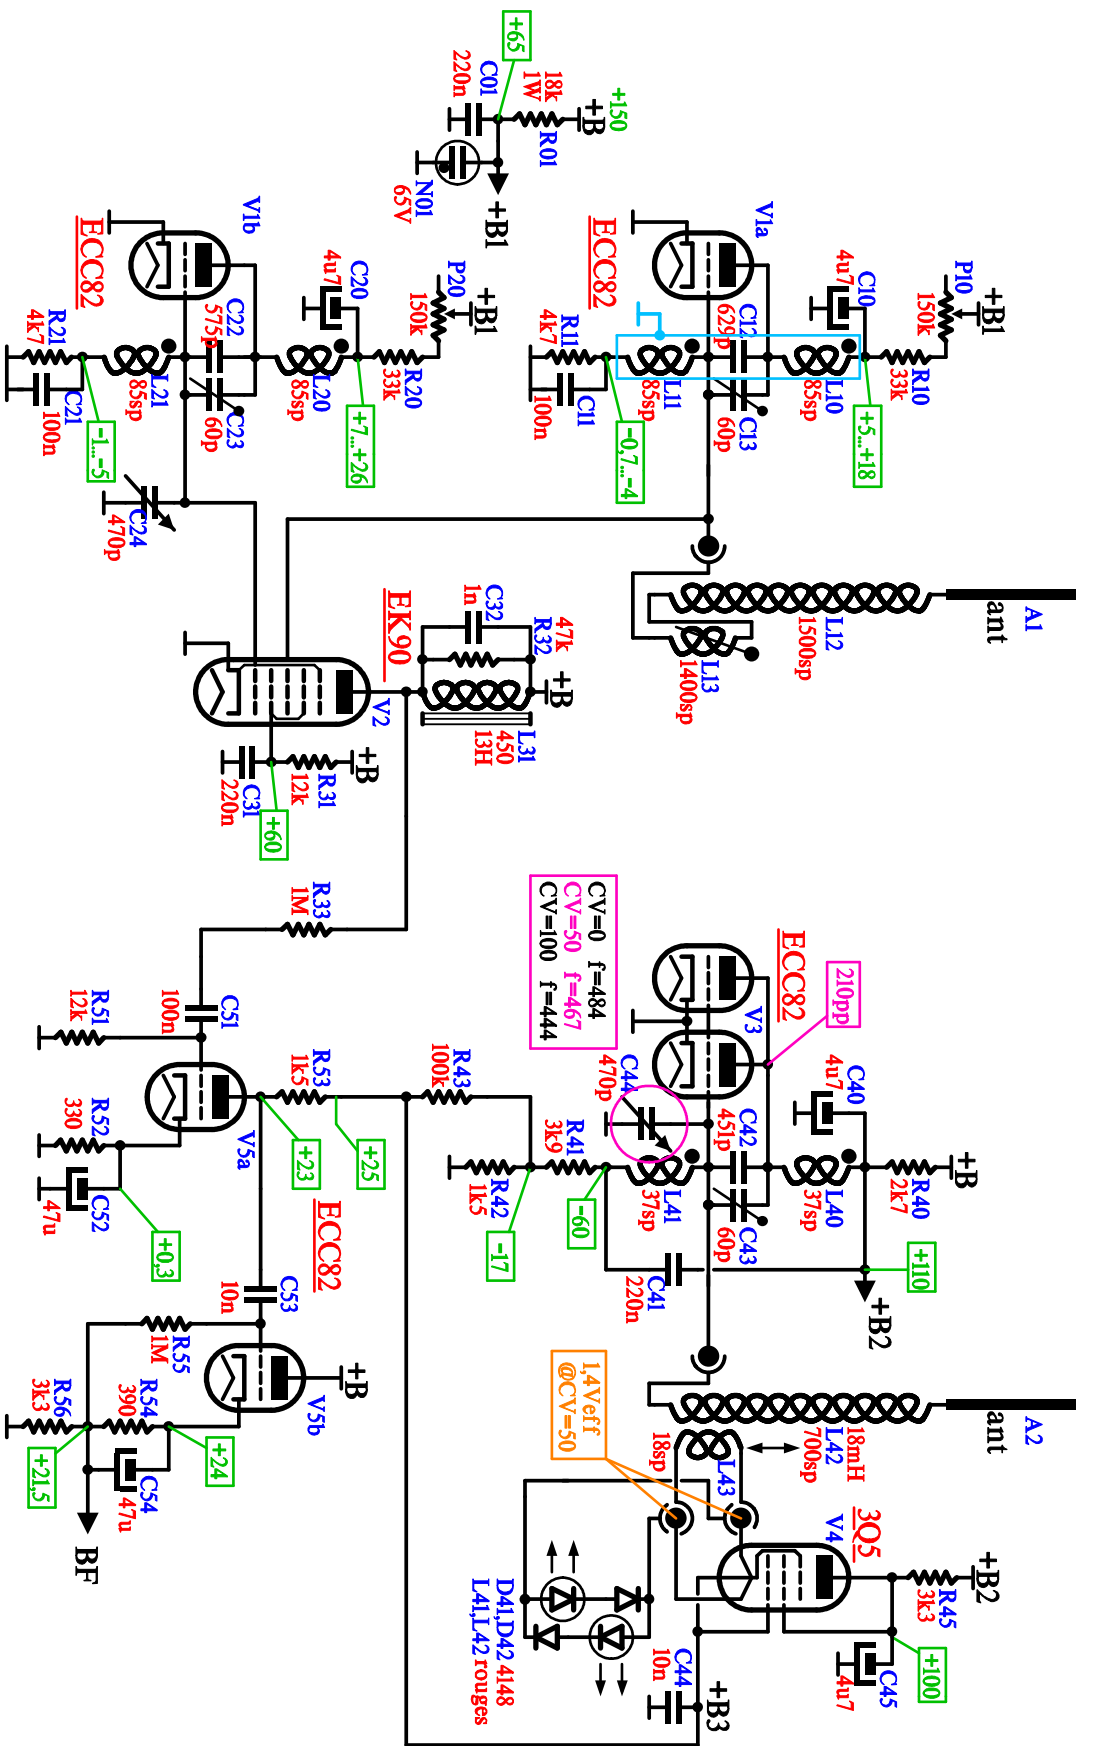 +150
+B
18k
1W
R01
+65
C01
220n
N01
65V
+B1
+B1
P10
150k
R10
33k
C10
4u7
+5...+18
L10
85sp
V1a
ECC82
C12
629p
C13
60p
L11
85sp
R11
4k7
C11
100n
-0,7...-4
+B1
P20
150k
R20
33k
C20
4u7
+7...+26
L20
85sp
V1b
ECC82
C22
575p
C23
60p
L21
85sp
R21
4k7
C21
100n
-1...-5
C24
470p
A1
ant
L12
1500sp
L13
1400sp
+B
47k
R32
C32
1n
L31
450
13H
EK90
V2
+B
R31
12k
C31
220n
+60
R33
1M
C51
100n
R51
12k
V5a
R52
330
C52
47u
+0,3
R53
1k5
+23
+25
ECC82
C53
10n
R55
1M
+B
V5b
R54
390
+24
C54
47u
R56
3k3
+21,5
BF
210pp
ECC82
V3
CV=0 f=484
CV=50 f=467
CV=100 f=444
C44
470p
+B
R40
2k7
C40
4u7
+110
+B2
L40
37sp
C42
451p
C43
60p
L41
37sp
C41
220n
-60
R41
3k9
R42
1k5
-17
R43
100k
A2
ant
18mH
L42
700sp
L43
18sp
1,4Veff
@CV=50
3Q5
V4
+B2
R45
3k3
+100
C45
4u7
+B3
C44
10n
D41,D42 4148
L41,L42 rouges